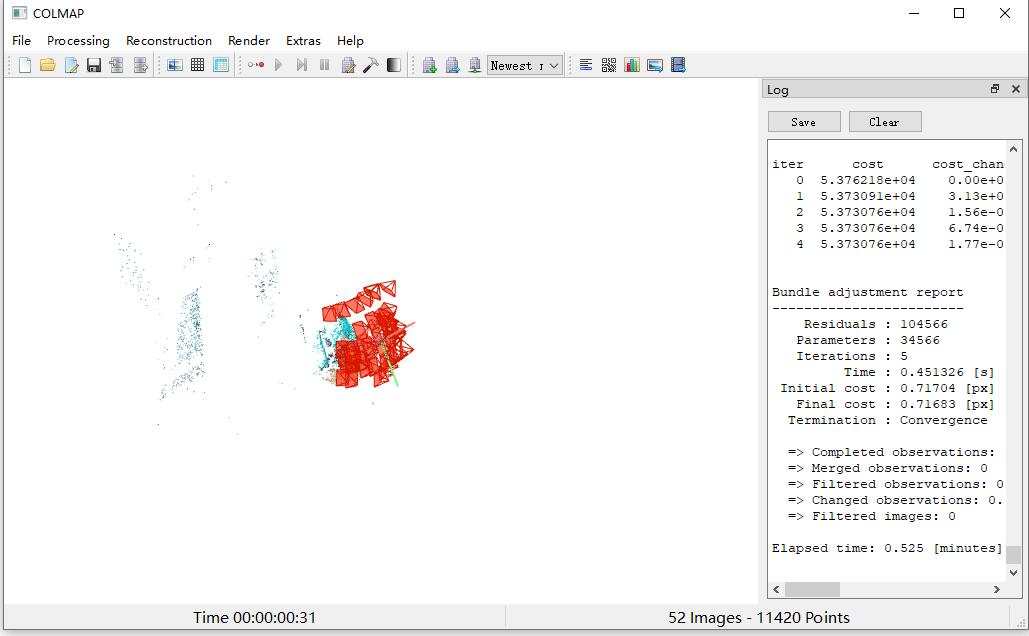 COLMAP
File Processing Reconstruction Render Extras Help
Newest
Log
Save Clear
iter cost cost_chan
0 5.376218e+04 0.00e+0
1 5.373091e+04 3.13e+0
2 5.373076e+04 1.56e-0
3 5.373076e+04 6.74e-0
4 5.373076e+04 1.77e-0
Bundle adjustment report
------------------------
Residuals : 104566
Parameters : 34566
Iterations : 5
Time : 0.451326 [s]
Initial cost : 0.71704 [px]
Final cost : 0.71683 [px]
Termination : Convergence
=> Completed observations:
=> Merged observations: 0
=> Filtered observations: 0
=> Changed observations: 0.
=> Filtered images: 0
Elapsed time: 0.525 [minutes]
Time 00:00:00:31 52 Images - 11420 Points